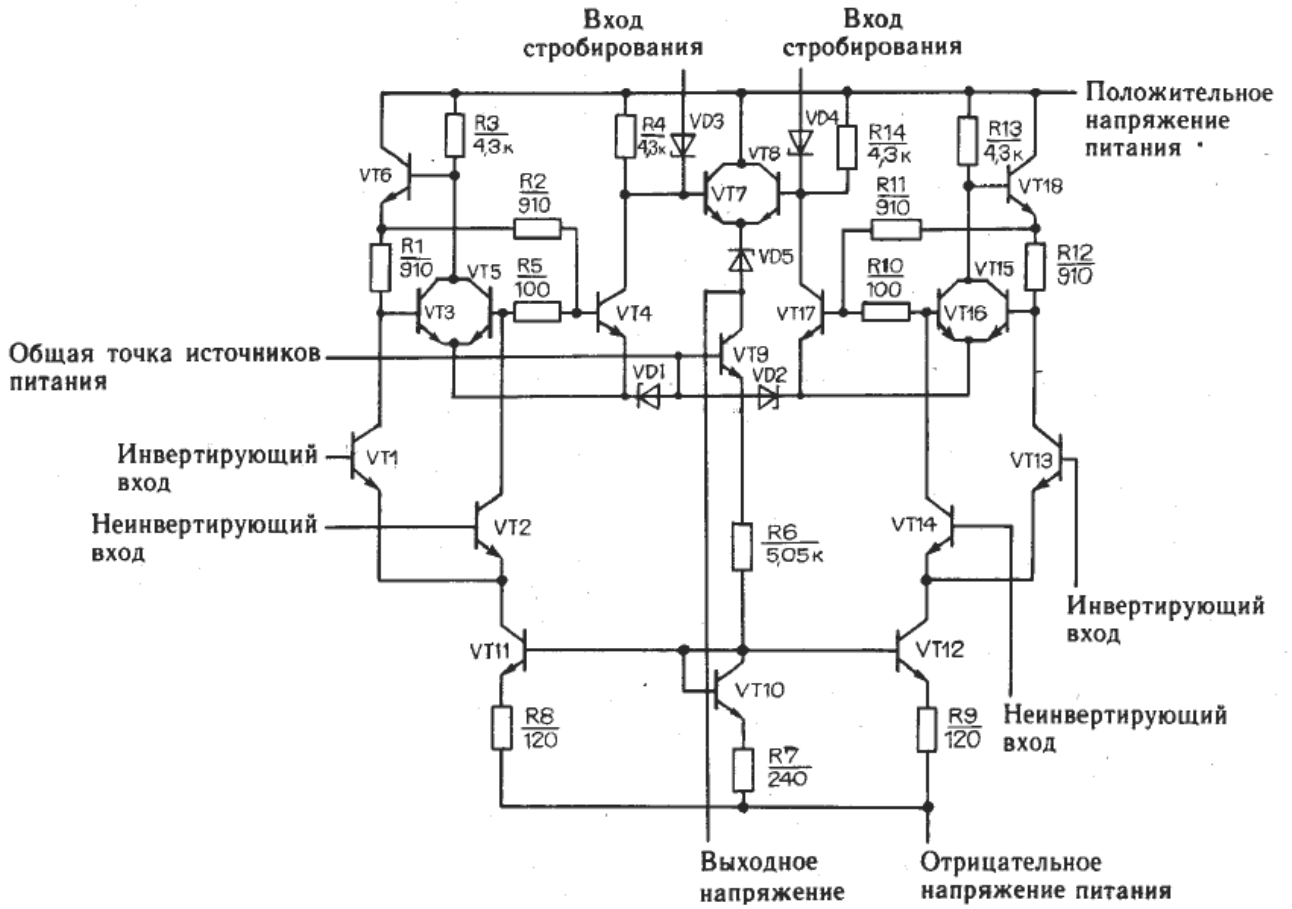 Вход
стробирования
Вход
стробирования
Положительное
напряжение
питания
R3
4,3к
R4
4,3к
VD3
VD4
R14
4,3к
R13
4,3к
VT6
R2
910
VT8
VT7
R11
910
VT18
R1
910
VT5
R5
100
VD5
R10
100
VT15
R12
910
VT3
VT4
VT17
VT16
Общая точка источников
питания
VT9
VD1
VD2
Инвертирующий
вход
VT1
VT13
Неинвертирующий
вход
VT2
VT14
R6
5,05к
Инвертирующий
вход
VT11
VT12
VT10
R8
120
R7
240
R9
120
Неинвертирующий
вход
Выходное
напряжение
Отрицательное
напряжение питания